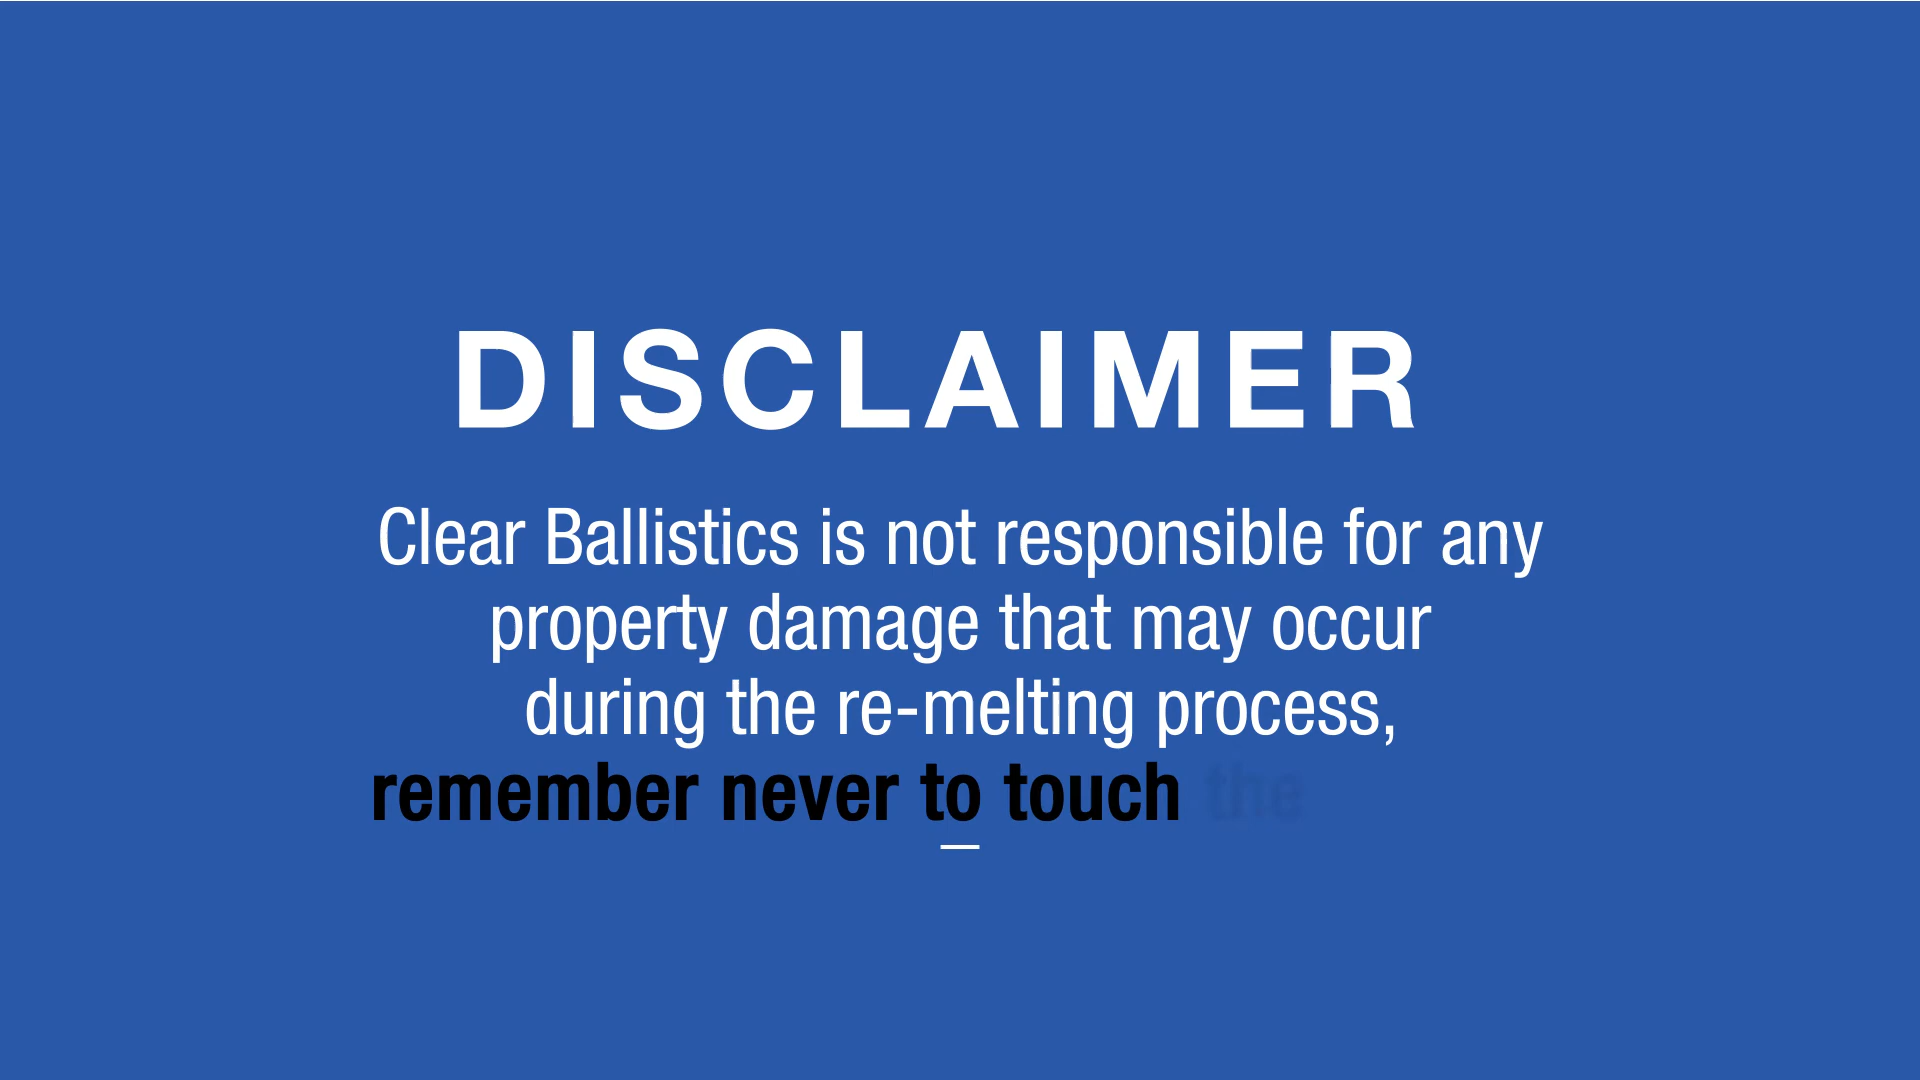 DISCLAIMER
Clear Ballistics is not responsible for any
property damage that may occur
during the re-melting process,
remember never to touch the